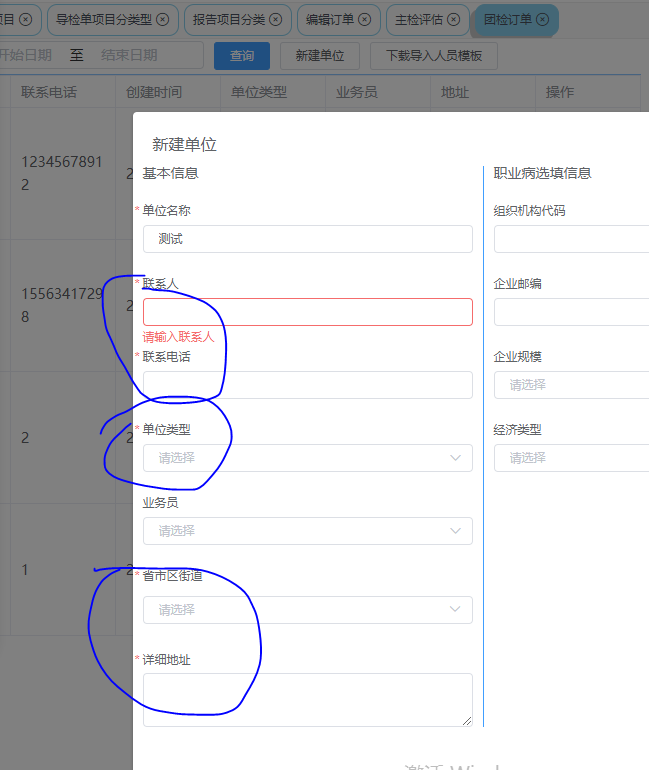 项目
导检单项目分类型
报告项目分类
编辑订单
主检评估
团检订单
开始日期 至 结束日期 查询 新建单位 下载导入人员模板
联系电话 创建时间 单位类型 业务员 地址 操作
1234567891
2
2
1556341729
8
2
2
2
1
2
新建单位
基本信息
* 单位名称
测试
* 联系人
请输入联系人
* 联系电话
* 单位类型
请选择
业务员
请选择
* 省市区街道
请选择
* 详细地址
职业病选填信息
组织机构代码
企业邮编
企业规模
请选择
经济类型
请选择